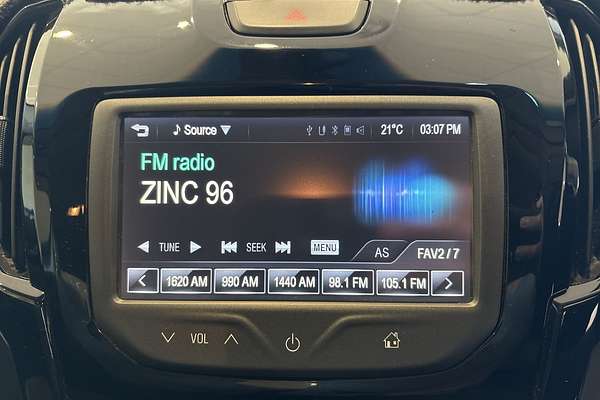 ♪ Source ▼ 21°C 03:07 PM
FM radio
ZINC 96
◀ TUNE ▶ SEEK MENU AS FAV2 / 7
< 1620 AM 990 AM 1440 AM 98.1 FM 105.1 FM >
VOL